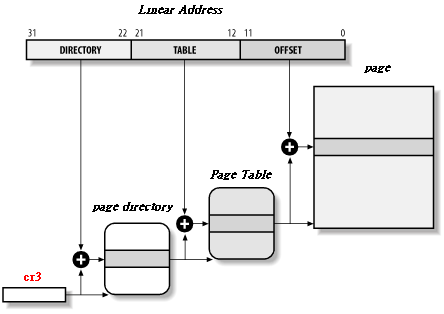 Linear Address
31 22 21 12 11 0
DIRECTORY TABLE OFFSET
page
Page Table
page directory
cr3